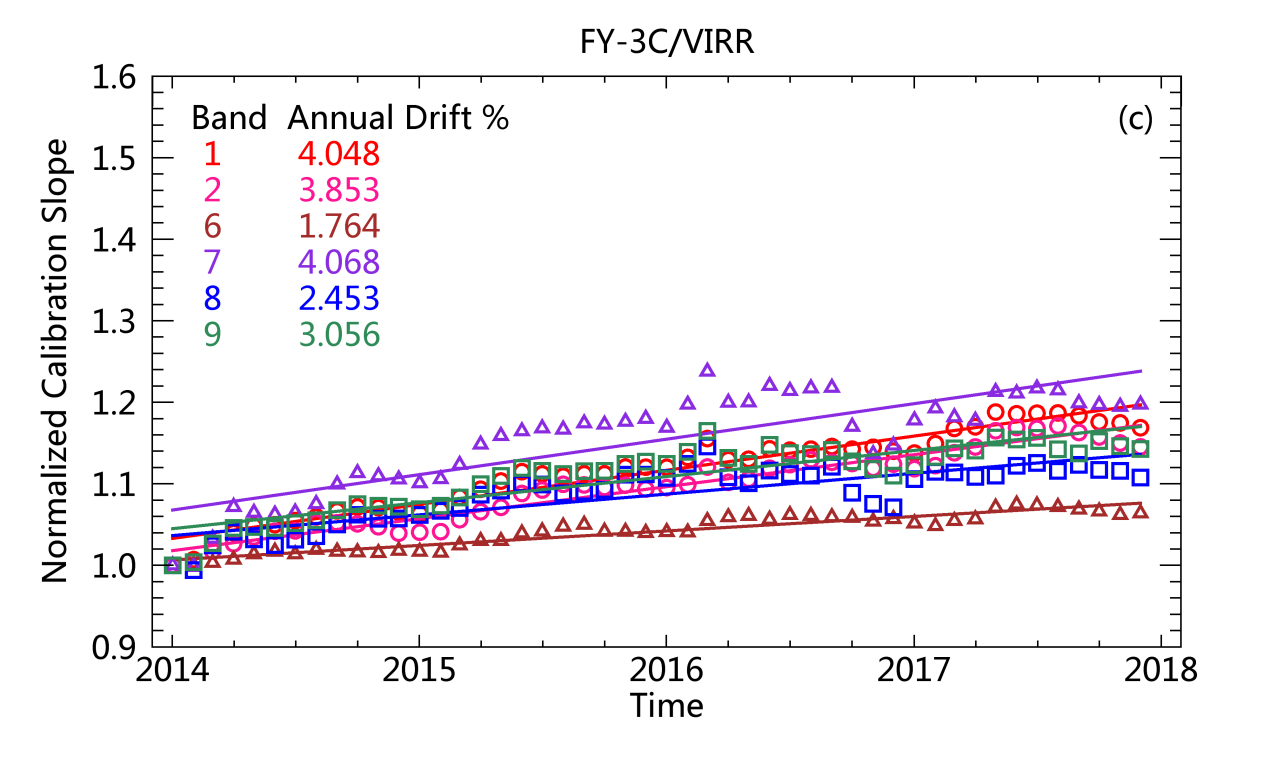 FY-3C/VIRR
Normalized Calibration Slope
1.6
1.5
1.4
1.3
1.2
1.1
1.0
0.9
Band Annual Drift %
(c)
1 4.048
2 3.853
6 1.764
7 4.068
8 2.453
9 3.056
2014 2015 2016 2017 2018
Time